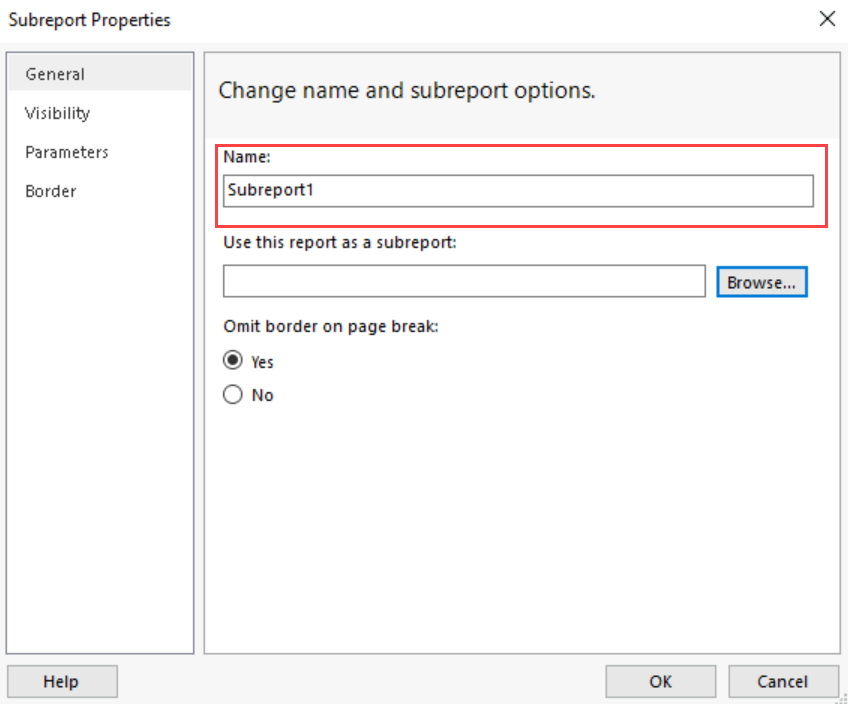 Subreport Properties
General
Visibility
Parameters
Border
Change name and subreport options.
Name:
Subreport1
Use this report as a subreport:
Browse...
Omit border on page break:
Yes
No
Help
OK
Cancel